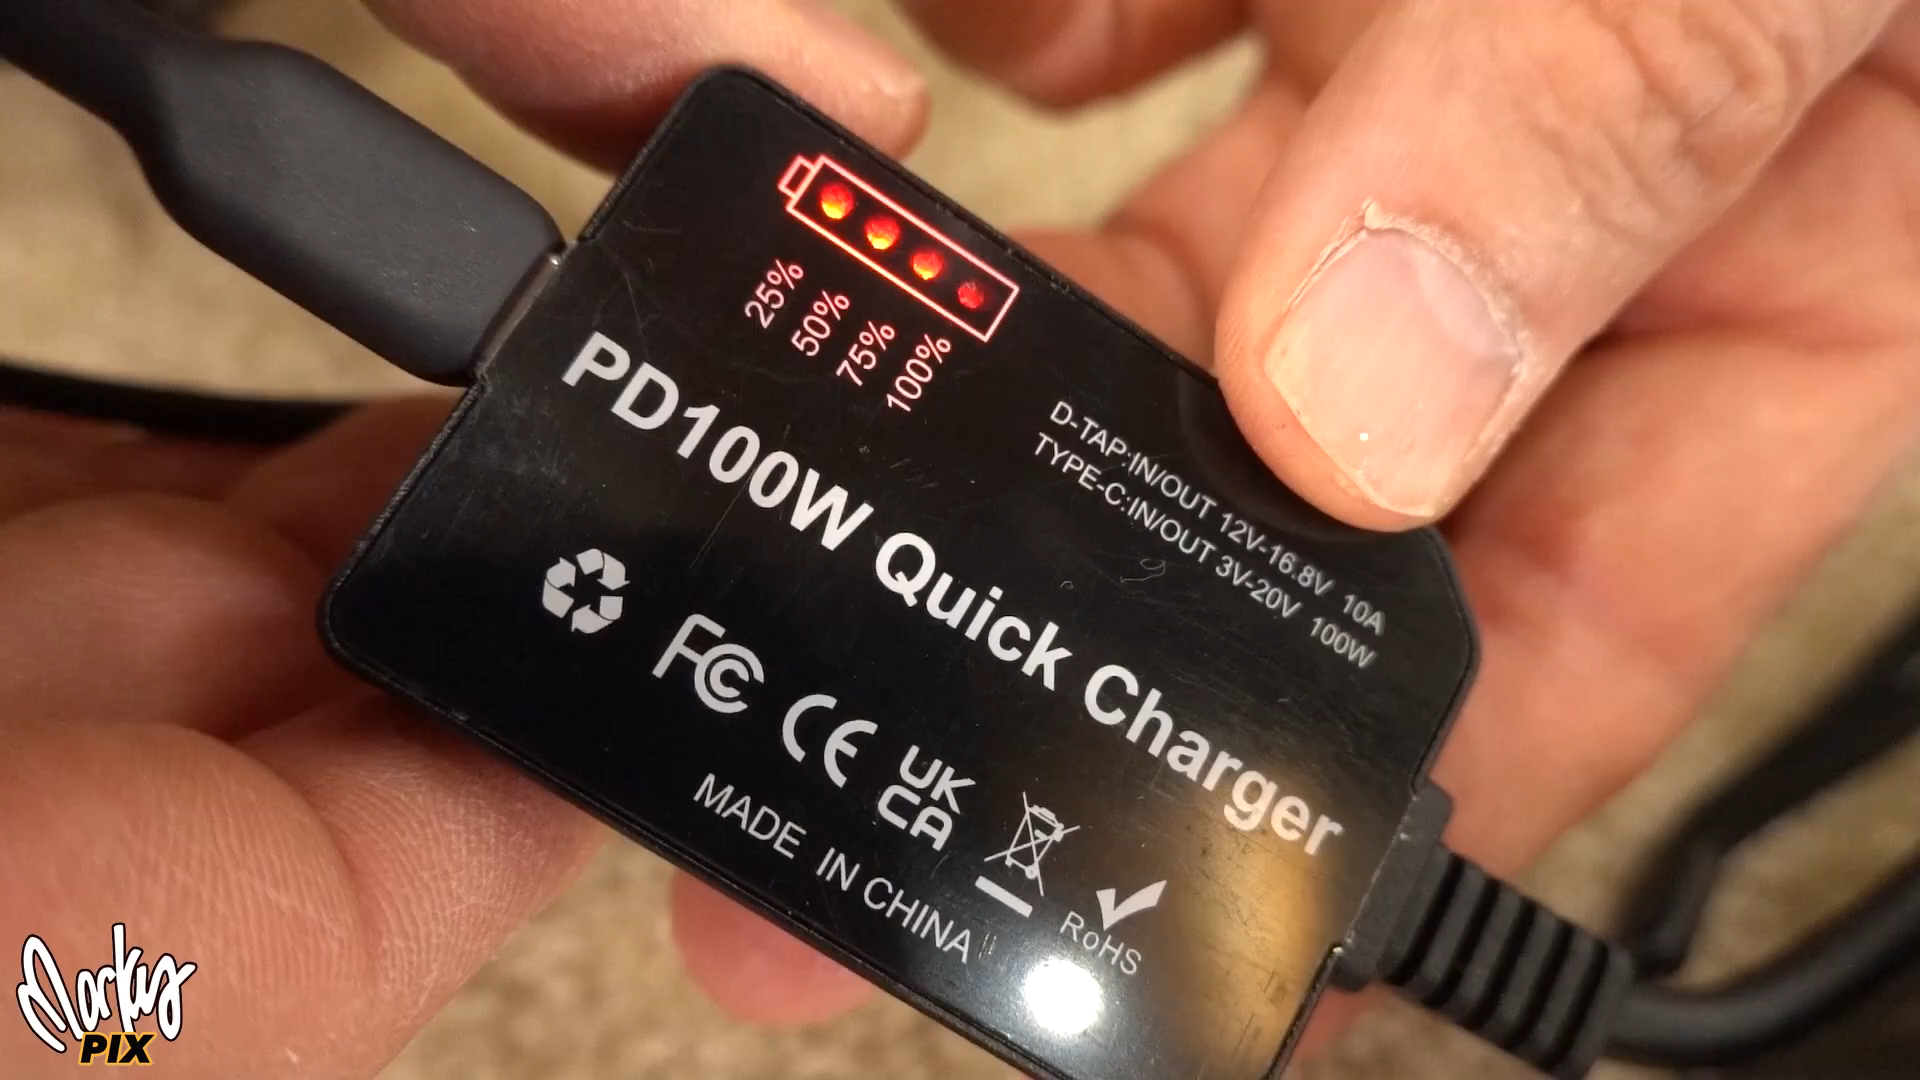 25%
50%
75%
100%
D-TAP:IN/OUT 12V-16.8V 10A
TYPE-C:IN/OUT 3V-20V 100W
PD100W Quick Charger
FC
CE
UK
CA
RoHS
MADE IN CHINA
Markus
PIX